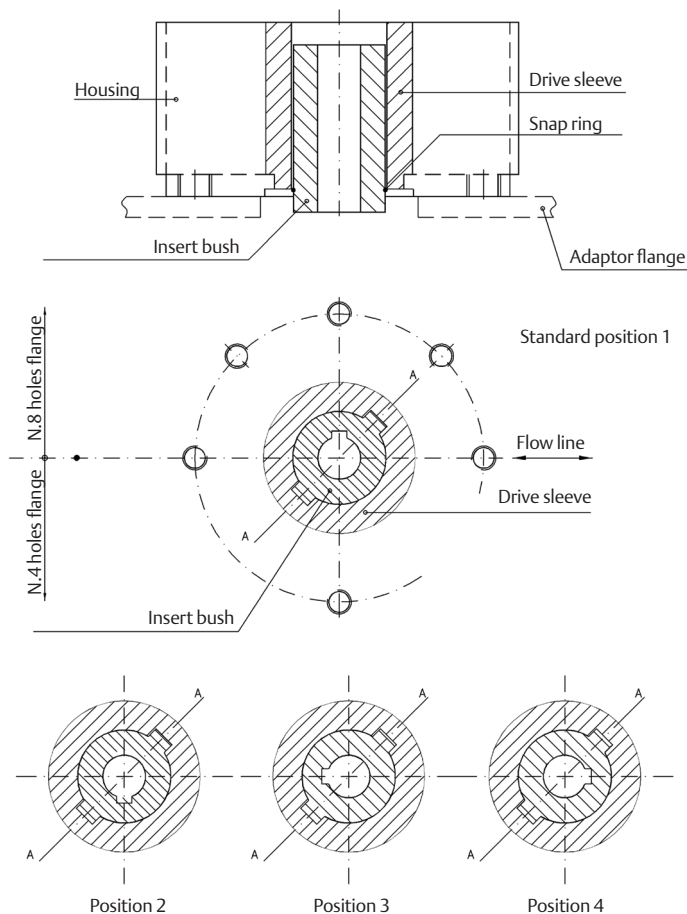 Housing
Drive sleeve
Snap ring
Insert bush
Adaptor flange
Standard position 1
N.8 holes flange
A
Flow line
N.4 holes flange
Drive sleeve
A
Insert bush
A
A
A
A
A
A
Position 2
Position 3
Position 4